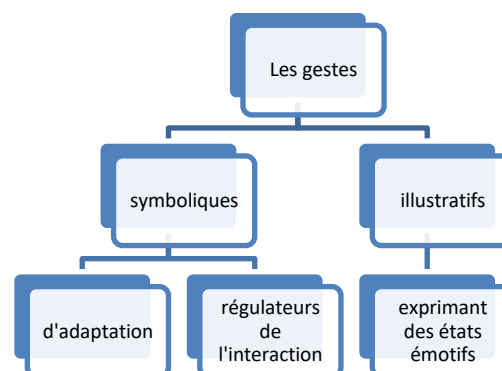 Les gestes
symboliques
illustratifs
d'adaptation
régulateurs
de
l'interaction
exprimant
des états
émotifs